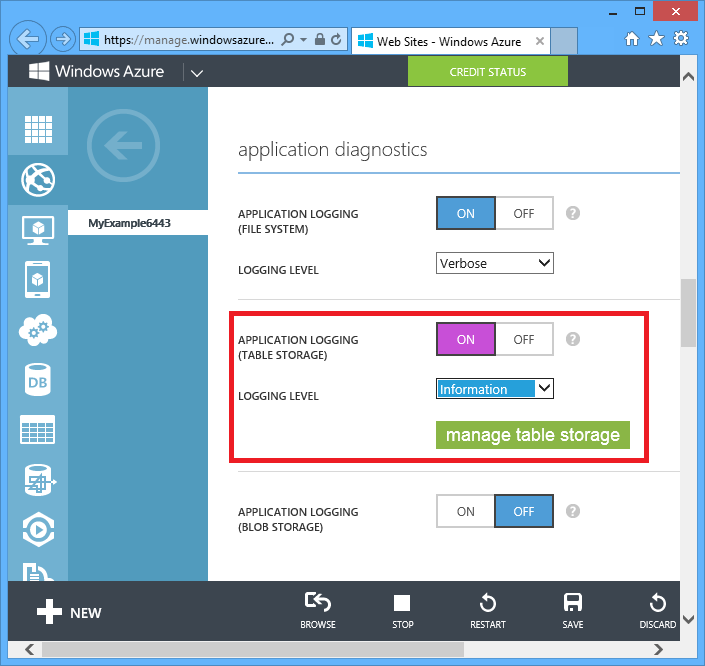 https://manage.windowsazure...
Web Sites - Windows Azure
Windows Azure
CREDIT STATUS
MyExample6443
application diagnostics
APPLICATION LOGGING
(FILE SYSTEM)
ON OFF ?
LOGGING LEVEL
Verbose
APPLICATION LOGGING
(TABLE STORAGE)
ON OFF ?
LOGGING LEVEL
Information
manage table storage
APPLICATION LOGGING
(BLOB STORAGE)
ON OFF ?
DB
NEW
BROWSE
STOP
RESTART
SAVE
DISCARD